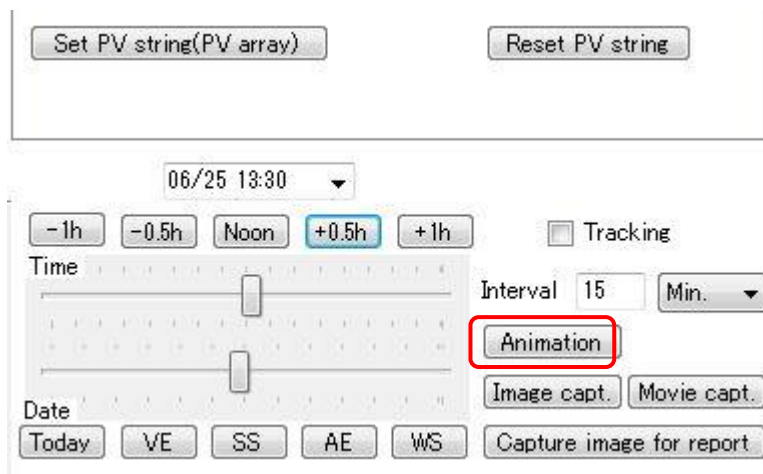 Set PV string(PV array) Reset PV string
06/25 13:30
-1h -0.5h Noon +0.5h +1h Tracking
Time
Interval 15 Min.
Animation
Image capt. Movie capt.
Date
Today VE SS AE WS Capture image for report